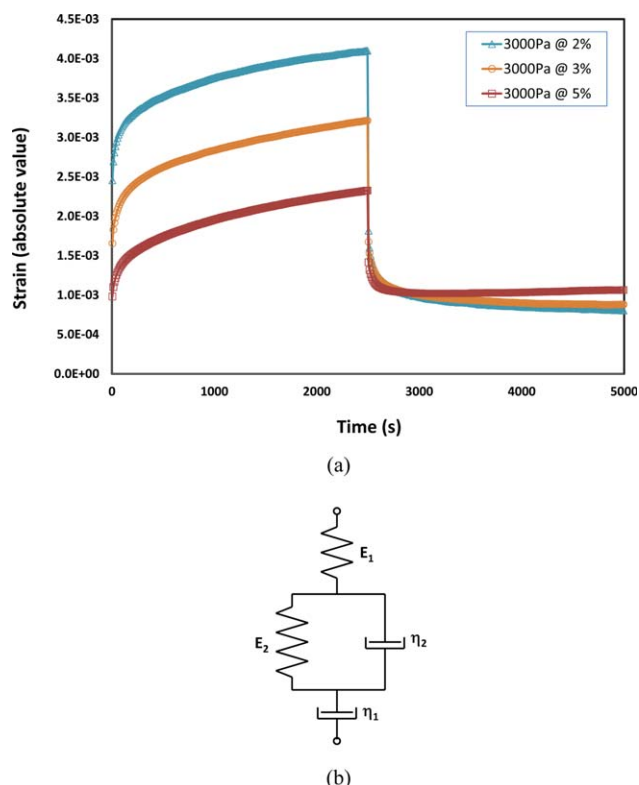 4.5E-03
4.0E-03
3.5E-03
3.0E-03
2.5E-03
2.0E-03
1.5E-03
1.0E-03
5.0E-04
0.0E+00
Strain (absolute value)
3000Pa @ 2%
3000Pa @ 3%
3000Pa @ 5%
0 1000 2000 3000 4000 5000
Time (s)
(a)
E₁
E₂
η₂
η₁
(b)